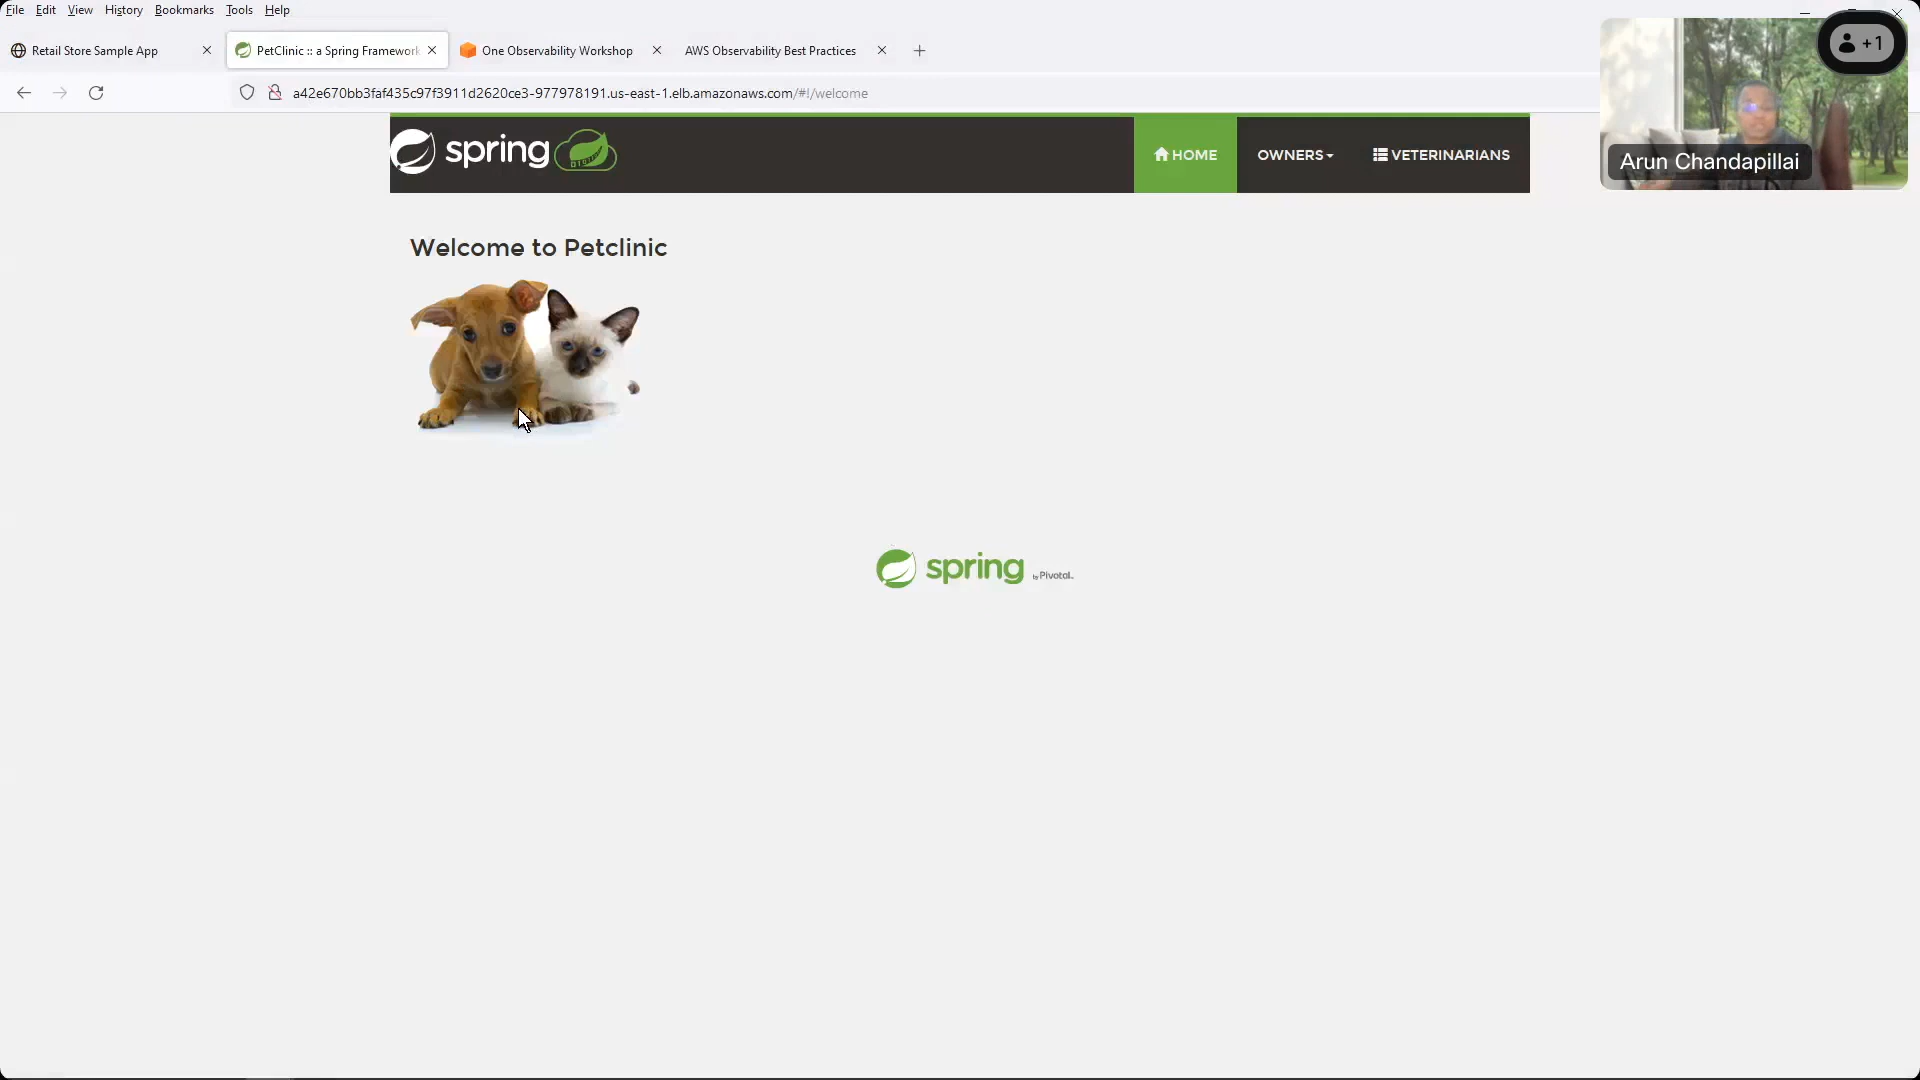 File Edit View History Bookmarks Tools Help
Retail Store Sample App
PetClinic :: a Spring Framework
One Observability Workshop
AWS Observability Best Practices
+1
a42e670bb3faf435c97f3911d2620ce3-977978191.us-east-1.elb.amazonaws.com/#!/welcome
spring
HOME
OWNERS
VETERINARIANS
Arun Chandapillai
Welcome to Petclinic
spring by Pivotal.